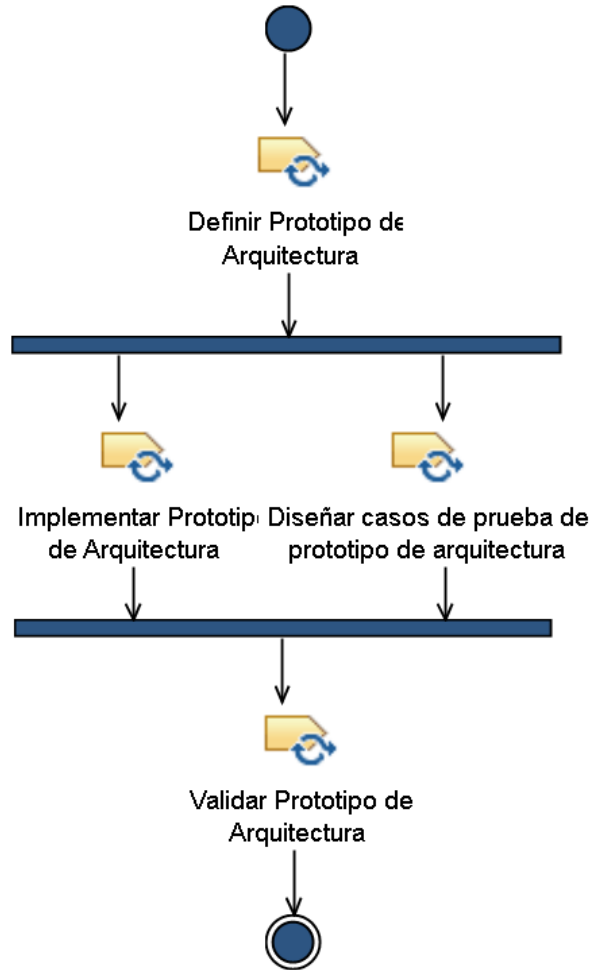 Definir Prototipo de
Arquitectura
Implementar Prototip
de Arquitectura
Diseñar casos de prueba de
prototipo de arquitectura
Validar Prototipo de
Arquitectura